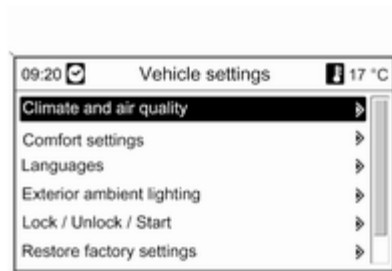 09:20 Vehicle settings 17 °C
Climate and air quality
Comfort settings
Languages
Exterior ambient lighting
Lock / Unlock / Start
Restore factory settings